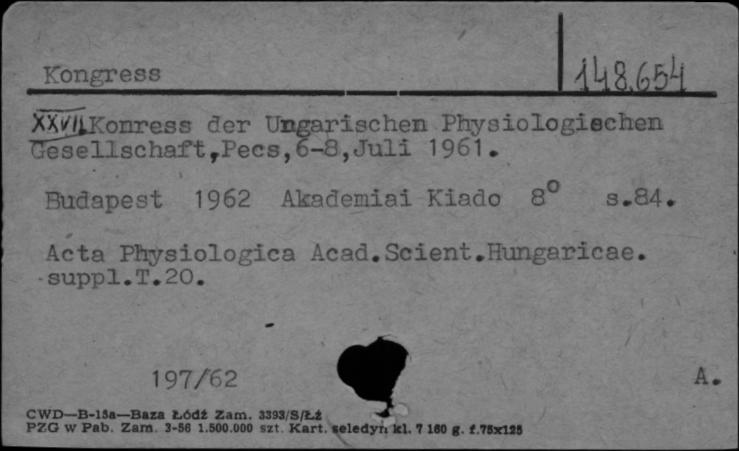 Kongress
148.654
XXVII Konress der Ungarischen Physiologischen
Gesellschaft, Pecs, 6-8, Juli 1961.
Budapest 1962 Akademiai Kiado 8° s.84.
Acta Physiologica Acad. Scient. Hungaricae.
suppl. T. 20.
197/62
A.
CWD—B-15a—Baza Łódź Zam. 3393/S/Łź
PZG w Pab. Zam. 3-56 1.500.000 szt. Kart. seledyn kl. 7 160 g. f.75x125